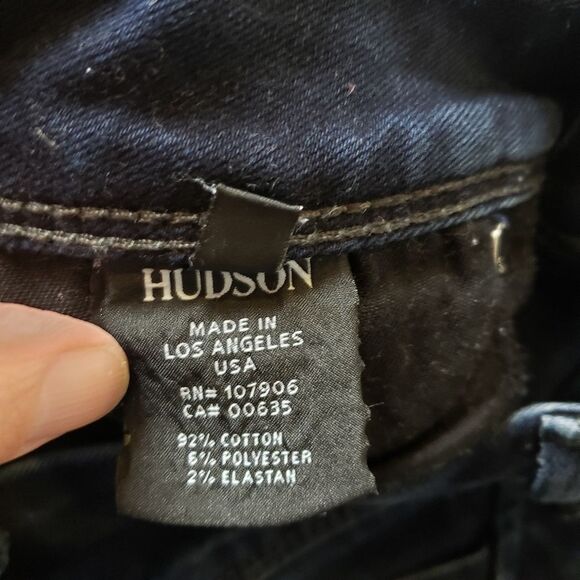 HUDSON
MADE IN
LOS ANGELES
USA
RN# 107906
CA# 00635
92% COTTON
6% POLYESTER
2% ELASTAN